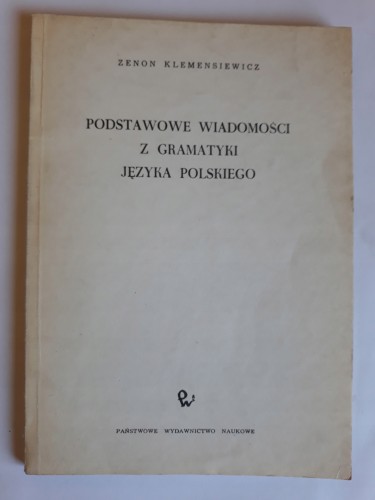 ZENON KLEMENSIEWICZ
PODSTAWOWE WIADOMOŚCI
Z GRAMATYKI
JĘZYKA POLSKIEGO
PAŃSTWOWE WYDAWNICTWO NAUKOWE